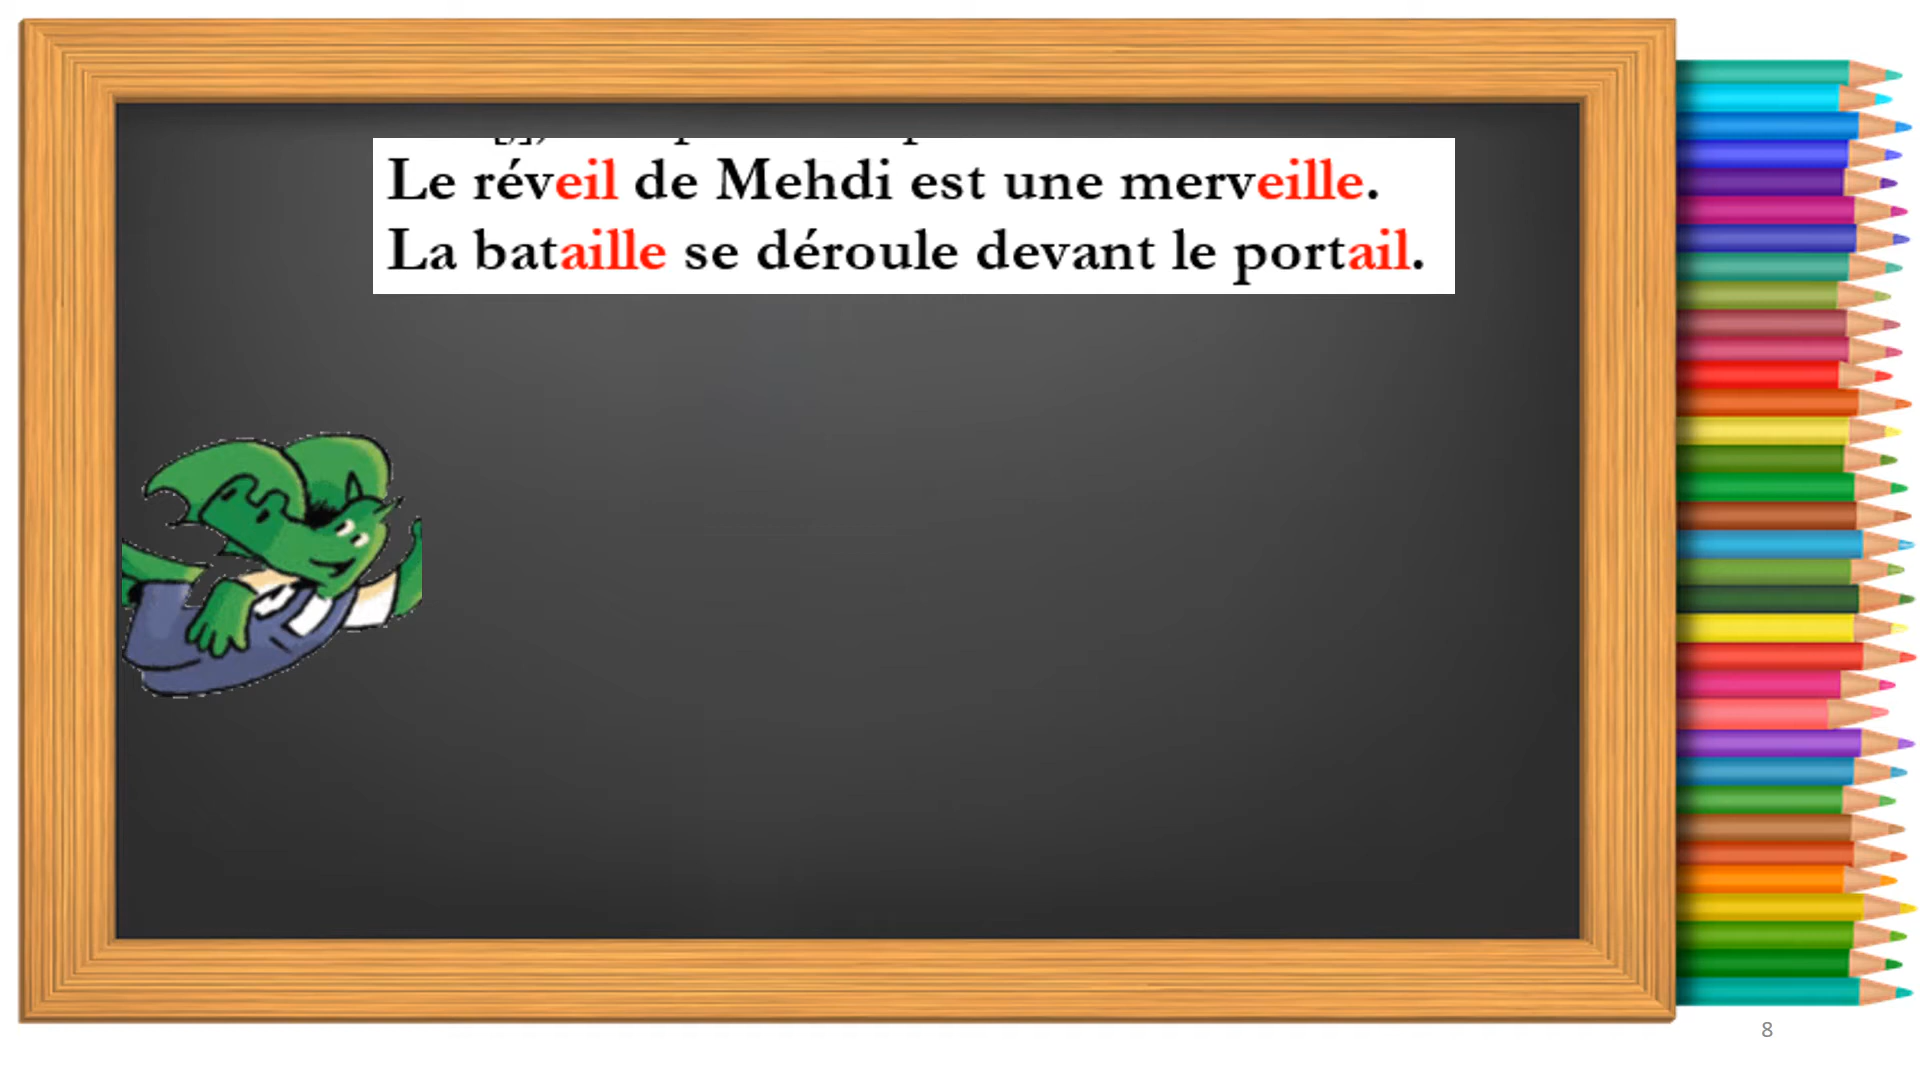 Le réveil de Mehdi est une merveille.
La bataille se déroule devant le portail.
8